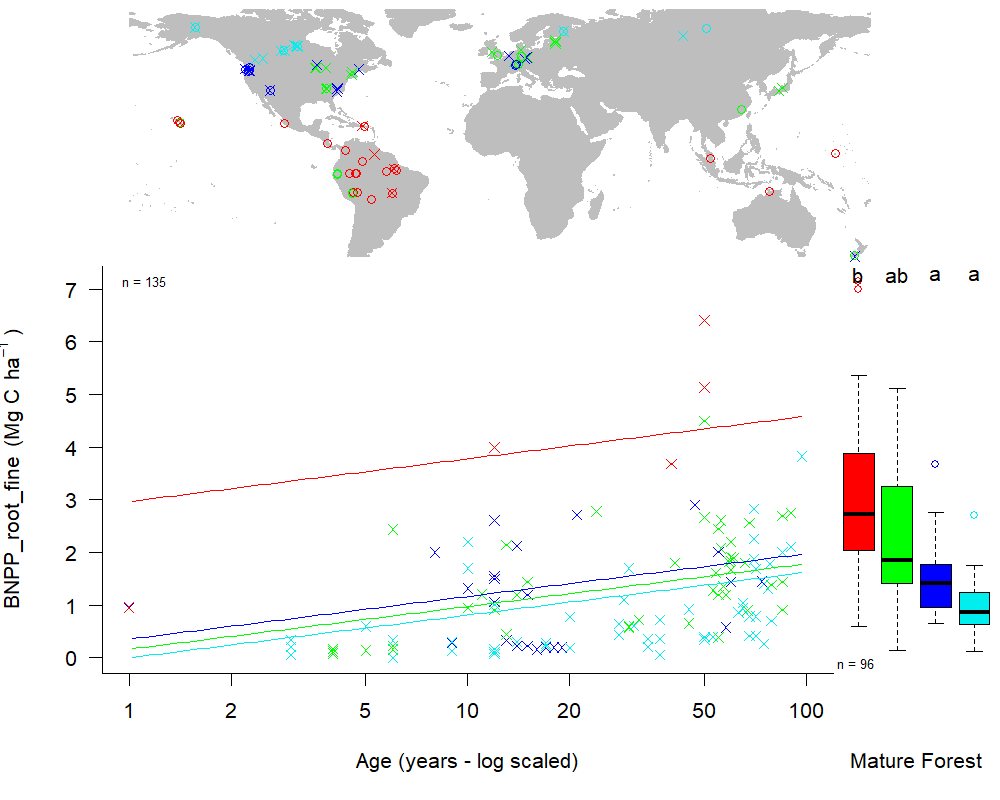 b ab a a
n = 135
7
6
5
4
3
2
1
0
BNPP_root_fine (Mg C ha⁻¹ )
n = 96
1 2 5 10 20 50 100
Age (years - log scaled) Mature Forest